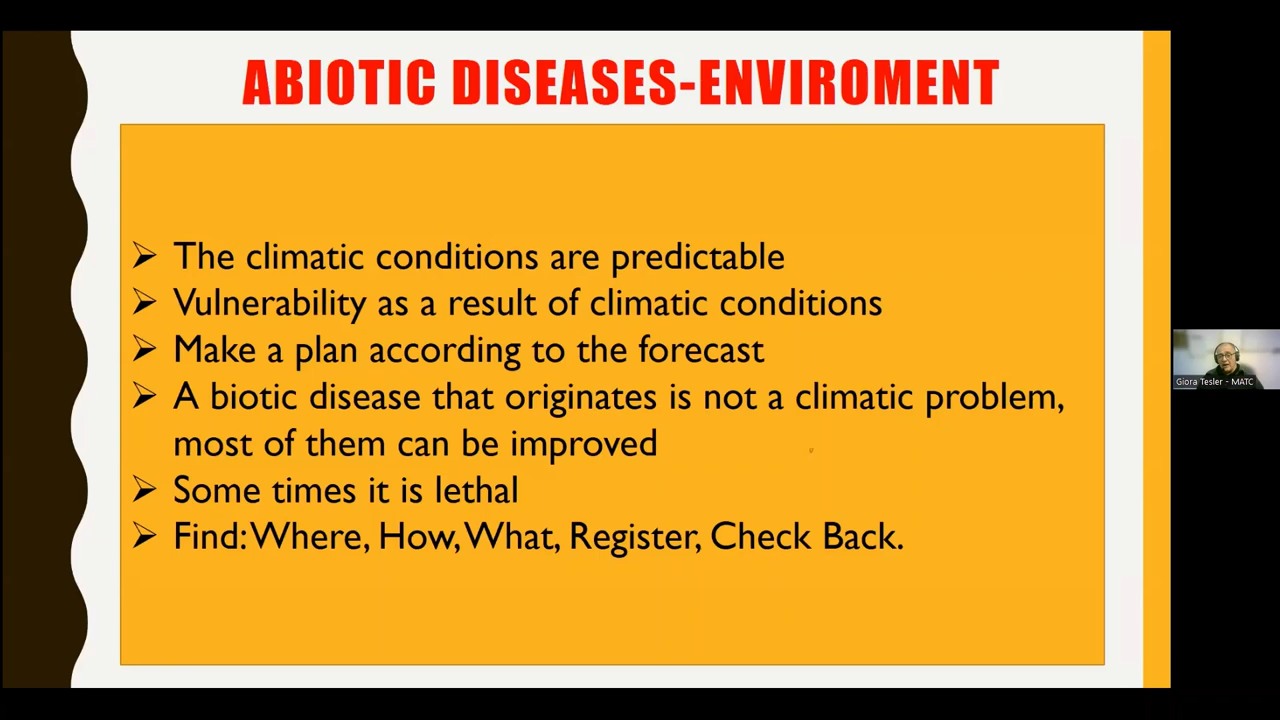 ABIOTIC DISEASES-ENVIROMENT
The climatic conditions are predictable
Vulnerability as a result of climatic conditions
Make a plan according to the forecast
A biotic disease that originates is not a climatic problem,
most of them can be improved
Some times it is lethal
Find: Where, How, What, Register, Check Back.
Giora Tesler - MATC